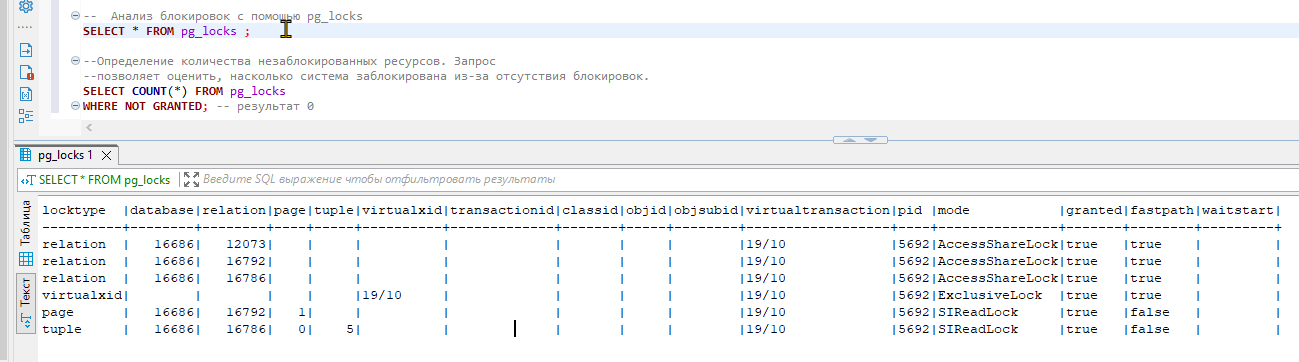 -- Анализ блокировок с помощью pg_locks
SELECT * FROM pg_locks ;
--Определение количества незаблокированных ресурсов. Запрос
--позволяет оценить, насколько система заблокирована из-за отсутствия блокировок.
SELECT COUNT(*) FROM pg_locks
WHERE NOT GRANTED; -- результат 0
pg_locks 1
SELECT * FROM pg_locks Введите SQL выражение чтобы отфильтровать результаты
Таблица
Текст
locktype |database|relation|page|tuple|virtualxid|transactionid|classid|objid|objsubid|virtualtransaction|pid |mode |granted|fastpath|waitstart|
----------+--------+--------+----+-----+----------+-------------+-------+-----+--------+------------------+----+---------------+-------+--------+---------+
relation | 16686| 12073| | | | | | | |19/10 |5692|AccessShareLock|true |true | |
relation | 16686| 16792| | | | | | | |19/10 |5692|AccessShareLock|true |true | |
relation | 16686| 16786| | | | | | | |19/10 |5692|AccessShareLock|true |true | |
virtualxid| | | | |19/10 | | | | |19/10 |5692|ExclusiveLock |true |true | |
page | 16686| 16792| 1| | | | | | |19/10 |5692|SIReadLock |true |false | |
tuple | 16686| 16786| 0| 5| | | | | |19/10 |5692|SIReadLock |true |false | |